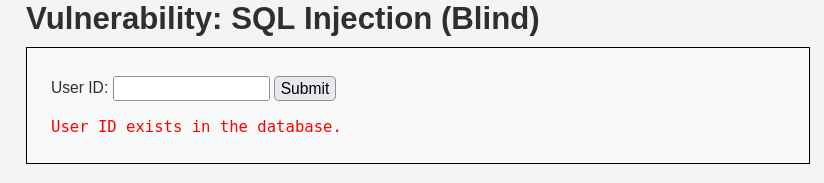 Vulnerability: SQL Injection (Blind)
User ID: Submit
User ID exists in the database.